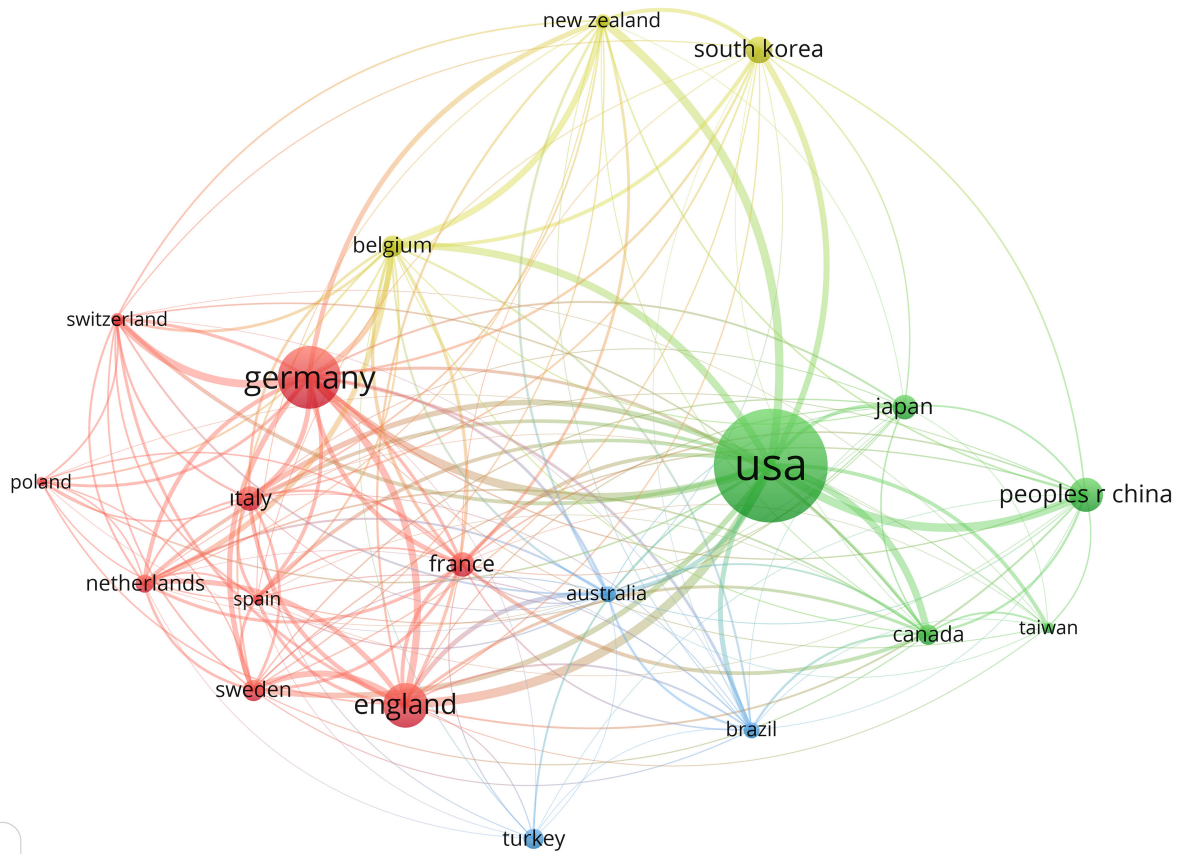 new zealand
south korea
belgium
switzerland
germany
japan
usa
poland
italy
peoples r china
france
netherlands
australia
spain
taiwan
canada
sweden
england
brazil
turkey